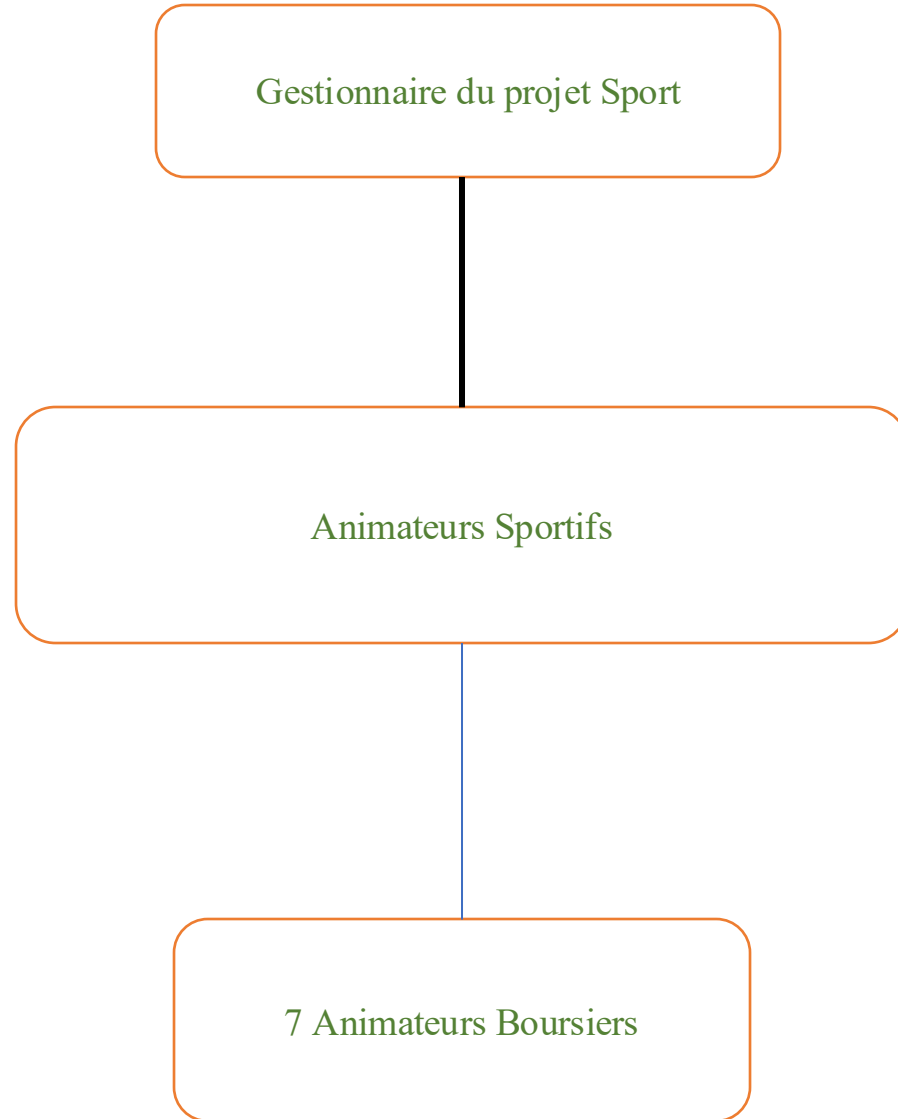 Gestionnaire du projet Sport
Animateurs Sportifs
7 Animateurs Boursiers